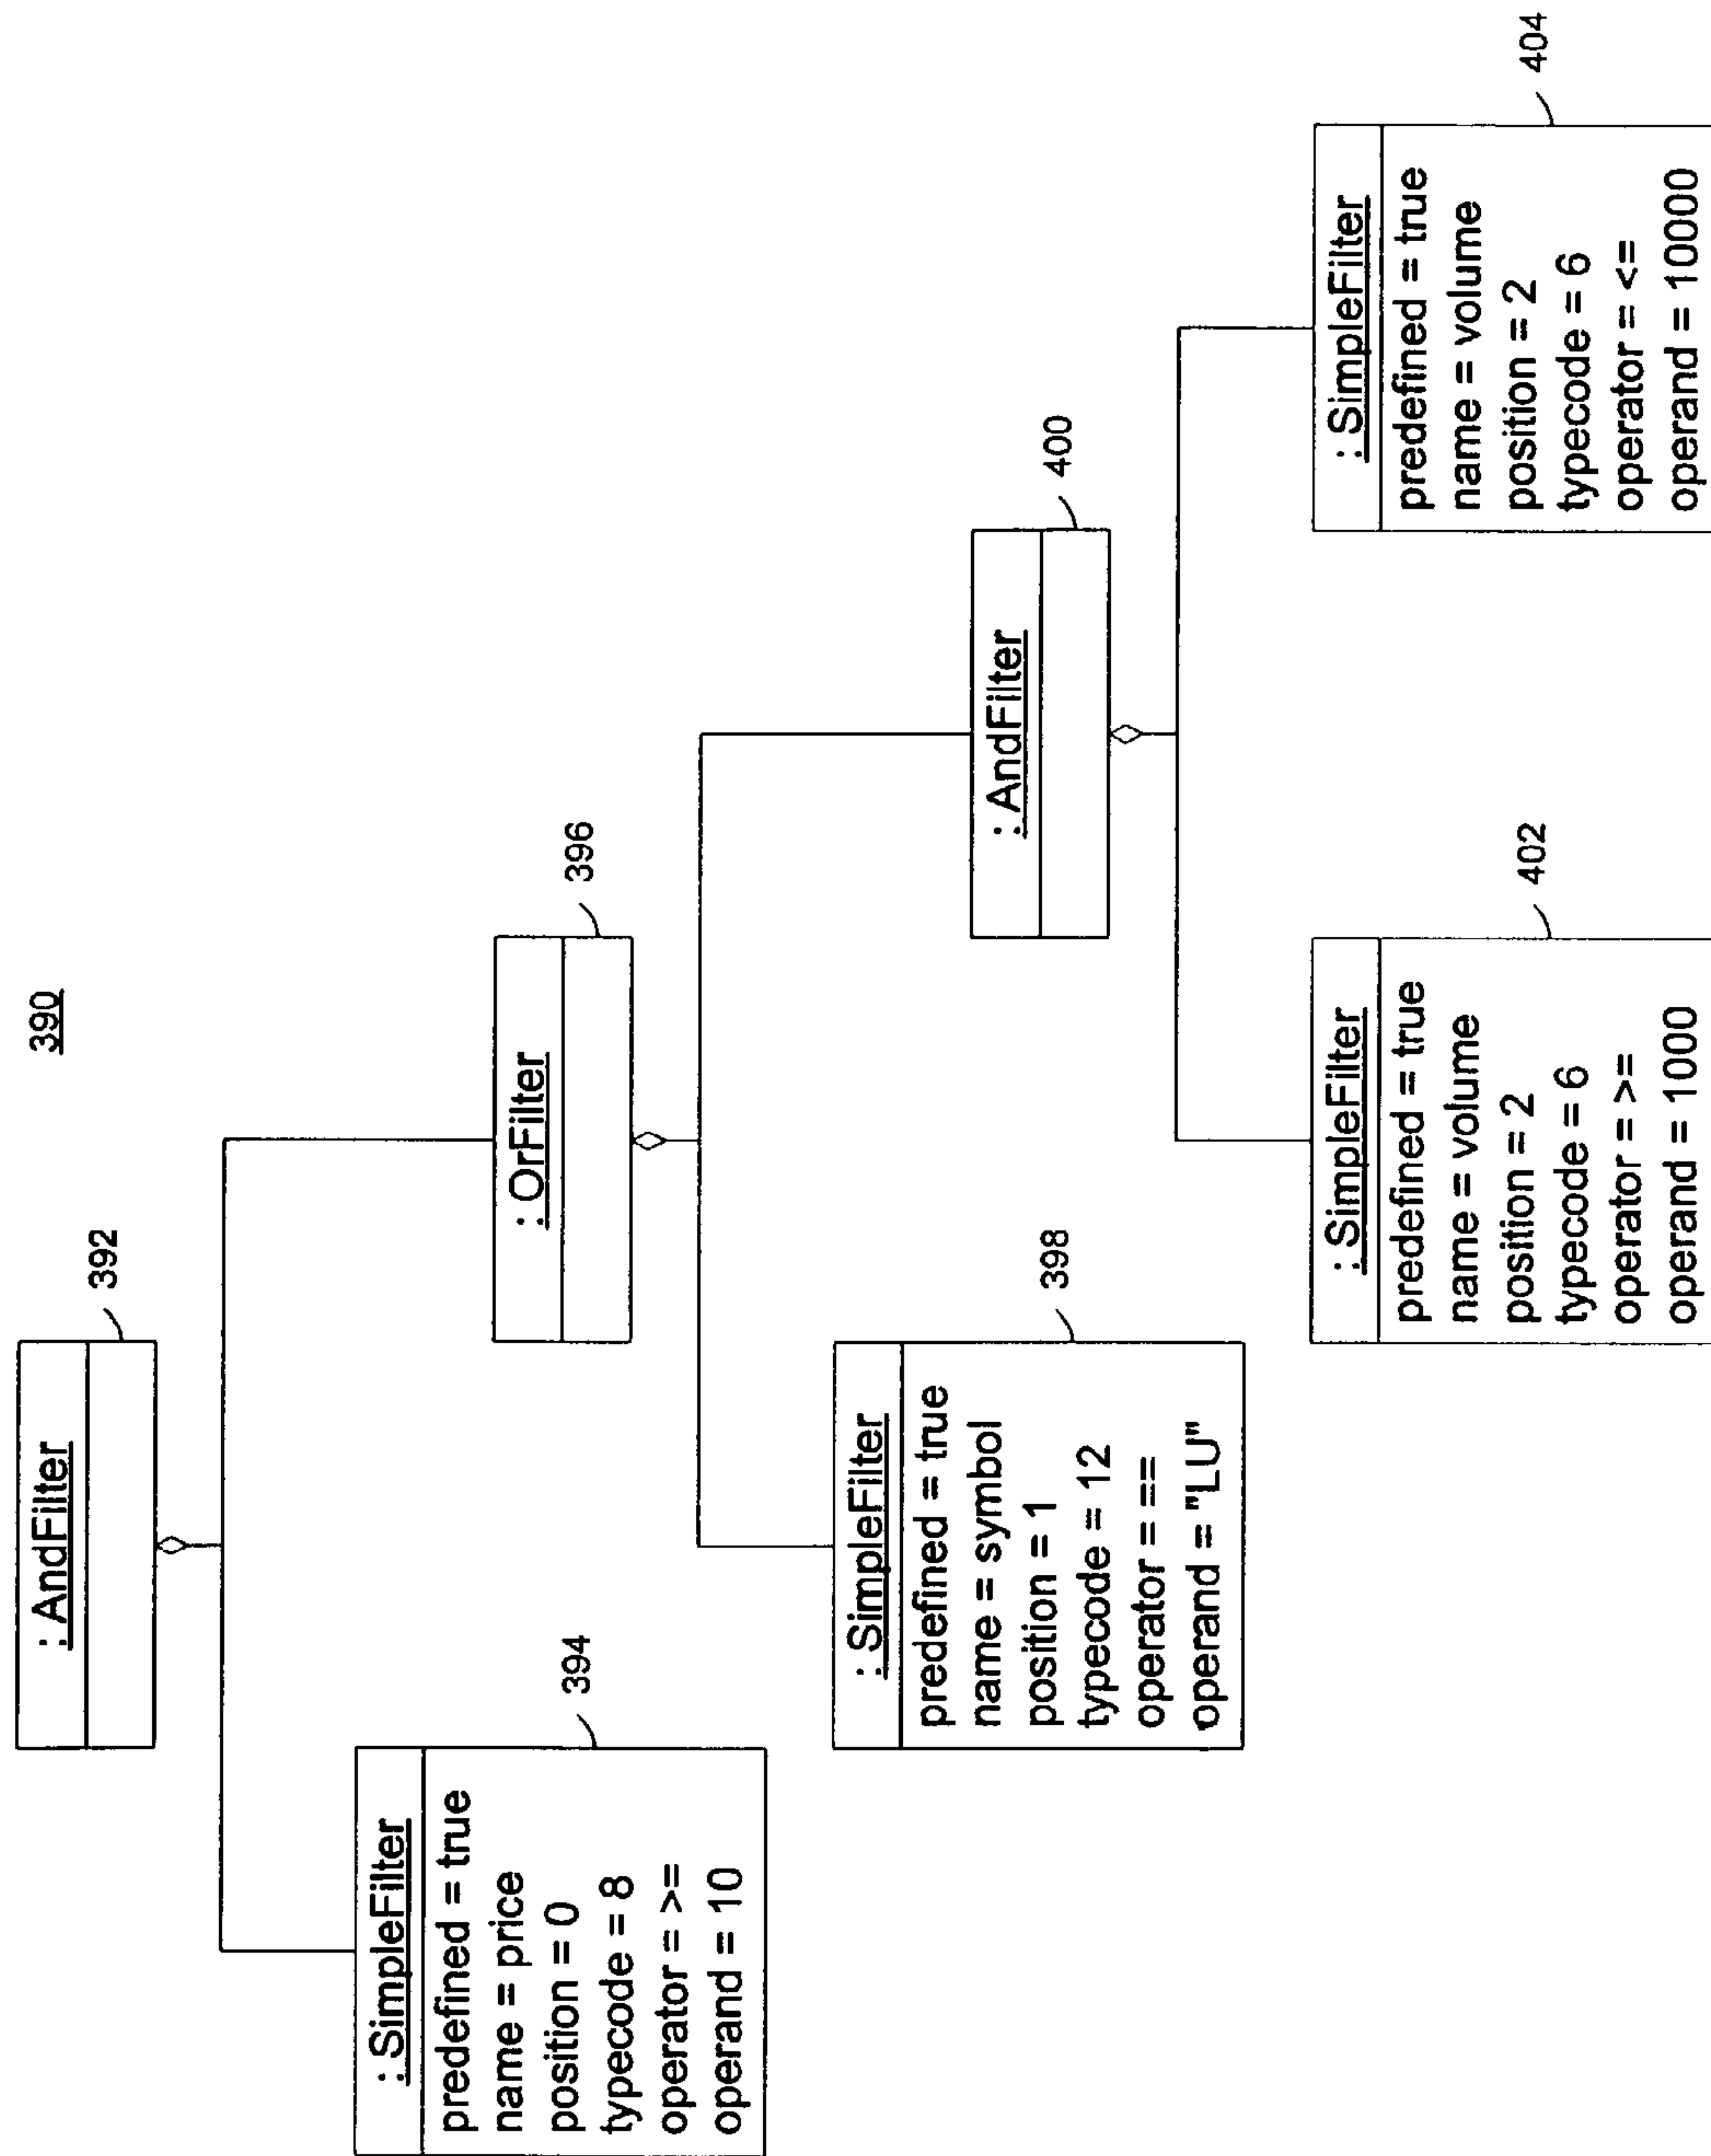 390
: AndFilter
392
: SimpleFilter
predefined = true
name = price
position = 0
typecode = 8
operator = >=
operand = 10
394
: OrFilter
396
: SimpleFilter
predefined = true
name = symbol
position = 1
typecode = 12
operator = ==
operand = "LU"
398
: AndFilter
400
: SimpleFilter
predefined = true
name = volume
position = 2
typecode = 6
operator = >=
operand = 1000
402
: SimpleFilter
predefined = true
name = volume
position = 2
typecode = 6
operator = <=
operand = 10000
404